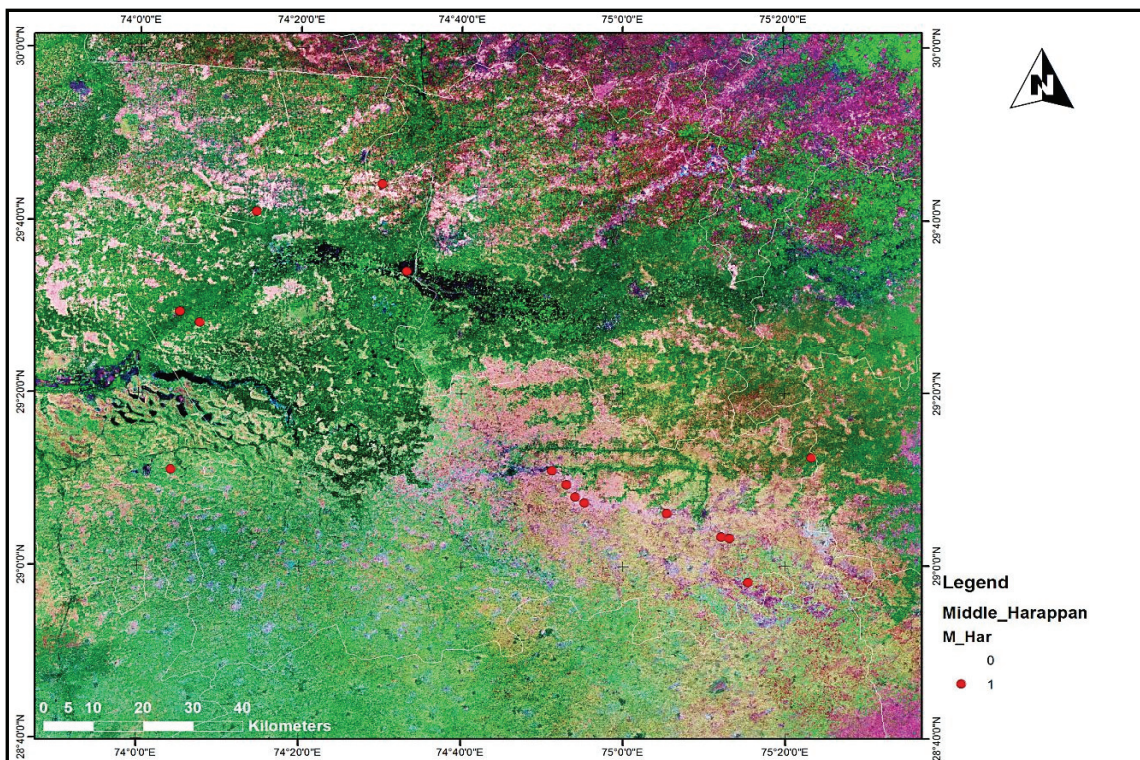 74°0'0"E 74°20'0"E 74°40'0"E 75°0'0"E 75°20'0"E
30°0'0"N 30°0'0"N
N
29°40'0"N 29°40'0"N
29°20'0"N 29°20'0"N
29°0'0"N 29°0'0"N
Legend
Middle_Harappan
M_Har
0
1
0 5 10 20 30 40
Kilometers
28°40'0"N 28°40'0"N
74°0'0"E 74°20'0"E 74°40'0"E 75°0'0"E 75°20'0"E